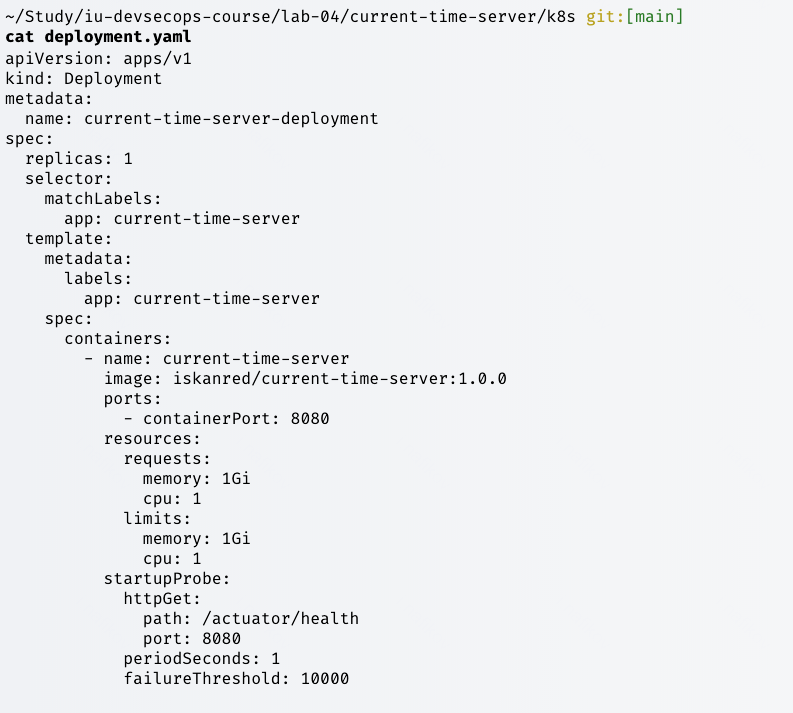 ~/Study/iu-devsecops-course/lab-04/current-time-server/k8s git:[main]
cat deployment.yaml
apiVersion: apps/v1
kind: Deployment
metadata:
  name: current-time-server-deployment
spec:
  replicas: 1
  selector:
    matchLabels:
      app: current-time-server
  template:
    metadata:
      labels:
        app: current-time-server
    spec:
      containers:
        - name: current-time-server
          image: iskanred/current-time-server:1.0.0
          ports:
            - containerPort: 8080
          resources:
            requests:
              memory: 1Gi
              cpu: 1
            limits:
              memory: 1Gi
              cpu: 1
          startupProbe:
            httpGet:
              path: /actuator/health
              port: 8080
            periodSeconds: 1
            failureThreshold: 10000